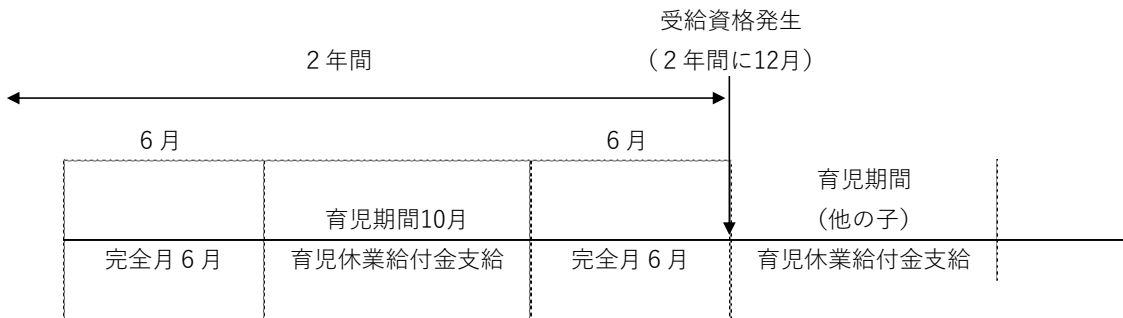 受給資格発生
２年間
（２年間に12月）
６月
６月
育児期間
育児期間10月
（他の子）
完全月６月
育児休業給付金支給
完全月６月
育児休業給付金支給